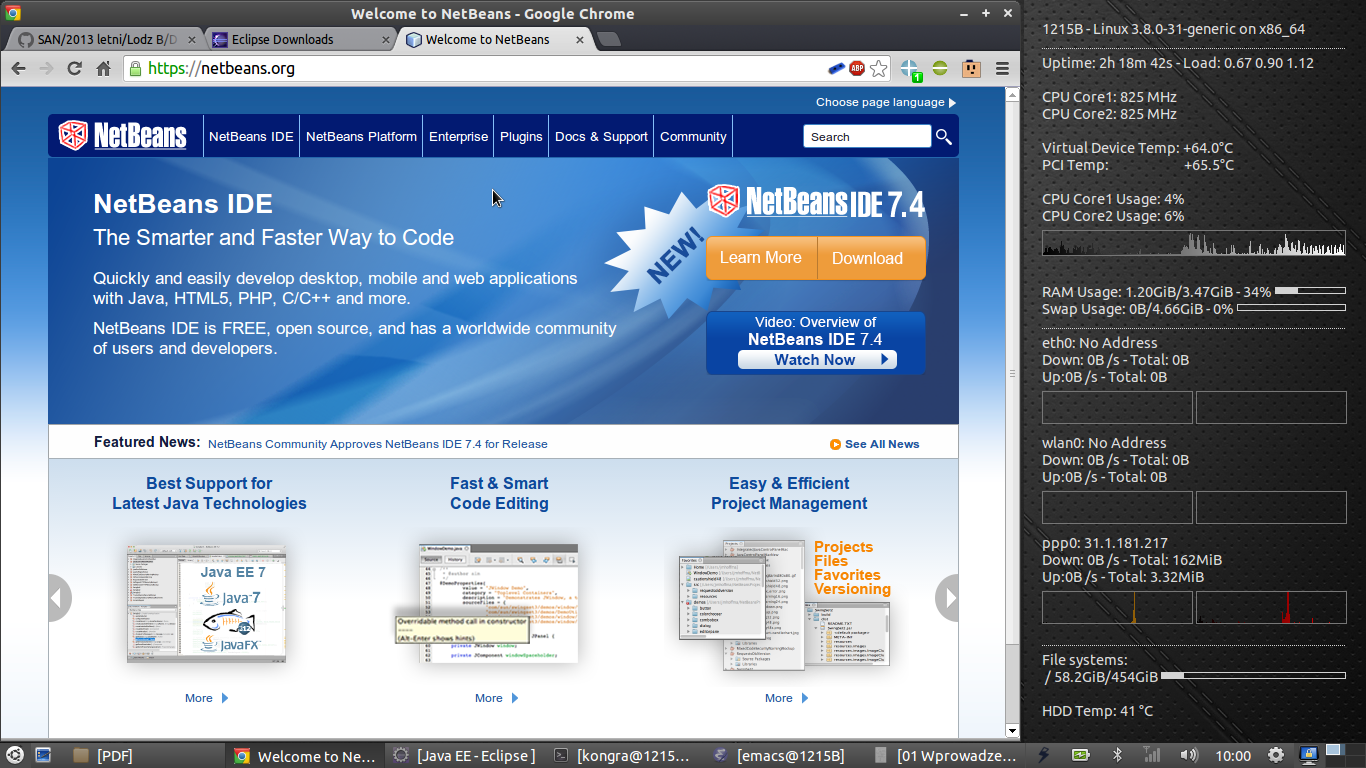 Welcome to NetBeans - Google Chrome
SAN/2013 letni/Lodz B/D
Eclipse Downloads
Welcome to NetBeans
https://netbeans.org
ABP
1
Choose page language
NetBeans
NetBeans IDE
NetBeans Platform
Enterprise
Plugins
Docs & Support
Community
Search
NetBeans IDE
The Smarter and Faster Way to Code
Quickly and easily develop desktop, mobile and web applications
with Java, HTML5, PHP, C/C++ and more.
NetBeans IDE is FREE, open source, and has a worldwide community
of users and developers.
NEW!
NetBeans IDE 7.4
Learn More
Download
Video: Overview of
NetBeans IDE 7.4
Watch Now
Featured News: NetBeans Community Approves NetBeans IDE 7.4 for Release
See All News
Best Support for
Latest Java Technologies
Java EE 7
Java 7
JavaFX
More
Fast & Smart
Code Editing
WindowDemo.java
Source
History
Overridable method call in constructor
----
(Alt-Enter shows hints)
JPanel {
private JWindow window;
private JComponent windowSpaceholder;
More
Easy & Efficient
Project Management
Projects
Files
Favorites
Versioning
More
1215B - Linux 3.8.0-31-generic on x86_64
Uptime: 2h 18m 42s - Load: 0.67 0.90 1.12
CPU Core1: 825 MHz
CPU Core2: 825 MHz
Virtual Device Temp: +64.0°C
PCI Temp: +65.5°C
CPU Core1 Usage: 4%
CPU Core2 Usage: 6%
RAM Usage: 1.20GiB/3.47GiB - 34%
Swap Usage: 0B/4.66GiB - 0%
eth0: No Address
Down: 0B /s - Total: 0B
Up:0B /s - Total: 0B
wlan0: No Address
Down: 0B /s - Total: 0B
Up:0B /s - Total: 0B
ppp0: 31.1.181.217
Down: 0B /s - Total: 162MiB
Up:0B /s - Total: 3.32MiB
File systems:
/ 58.2GiB/454GiB
HDD Temp: 41 °C
[PDF]
Welcome to Ne...
[Java EE - Eclipse ]
[kongra@1215...
[emacs@1215B]
[01 Wprowadze...
10:00